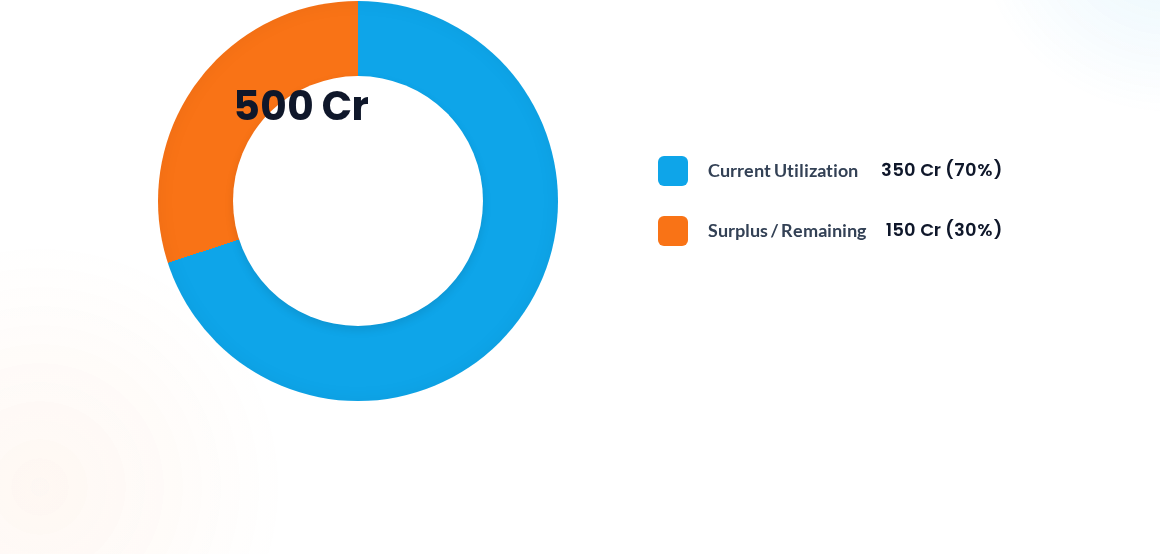 500 Cr
Current Utilization 350 Cr (70%)
Surplus / Remaining 150 Cr (30%)